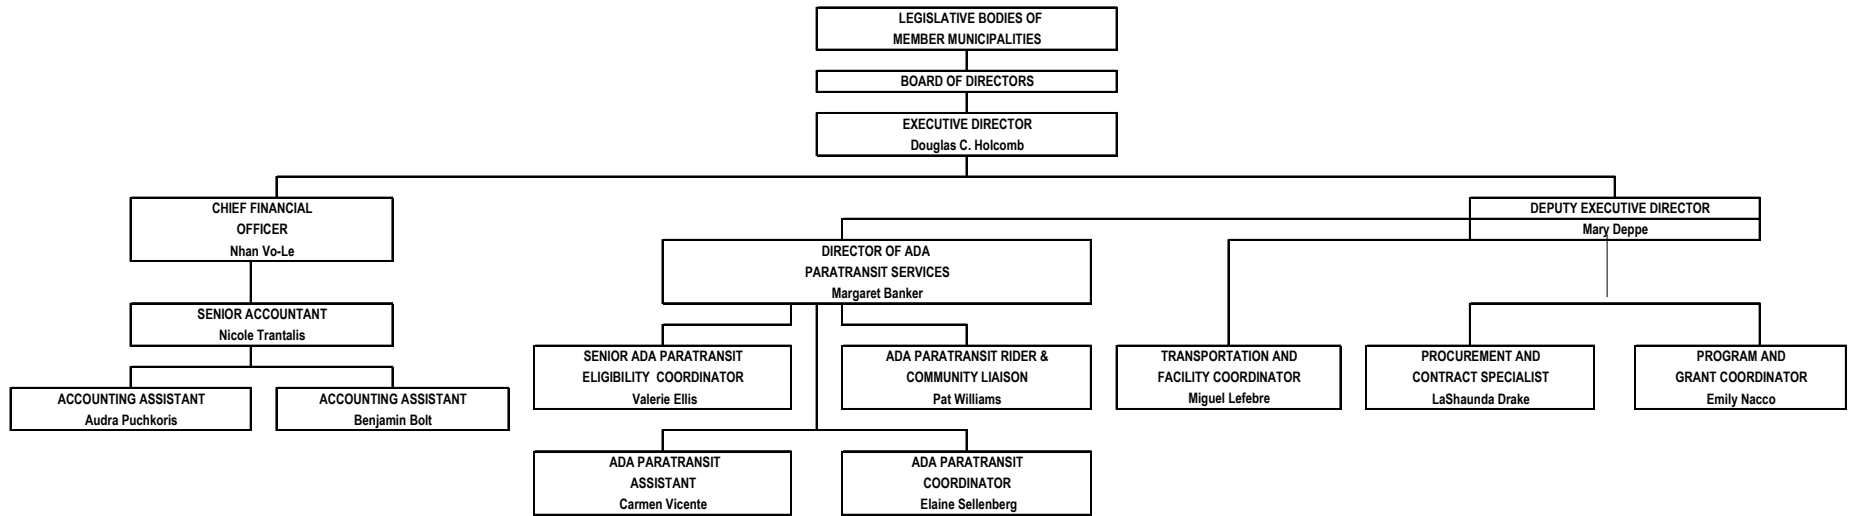 LEGISLATIVE BODIES OF
MEMBER MUNICIPALITIES
BOARD OF DIRECTORS
EXECUTIVE DIRECTOR
Douglas C. Holcomb
CHIEF FINANCIAL
OFFICER
Nhan Vo-Le
DEPUTY EXECUTIVE DIRECTOR
Mary Deppe
DIRECTOR OF ADA
PARATRANSIT SERVICES
Margaret Banker
SENIOR ACCOUNTANT
Nicole Trantalis
SENIOR ADA PARATRANSIT
ELIGIBILITY COORDINATOR
Valerie Ellis
ADA PARATRANSIT RIDER &
COMMUNITY LIAISON
Pat Williams
TRANSPORTATION AND
FACILITY COORDINATOR
Miguel Lefebre
PROCUREMENT AND
CONTRACT SPECIALIST
LaShaunda Drake
PROGRAM AND
GRANT COORDINATOR
Emily Nacco
ACCOUNTING ASSISTANT
Audra Puchkoris
ACCOUNTING ASSISTANT
Benjamin Bolt
ADA PARATRANSIT
ASSISTANT
Carmen Vicente
ADA PARATRANSIT
COORDINATOR
Elaine Sellenberg